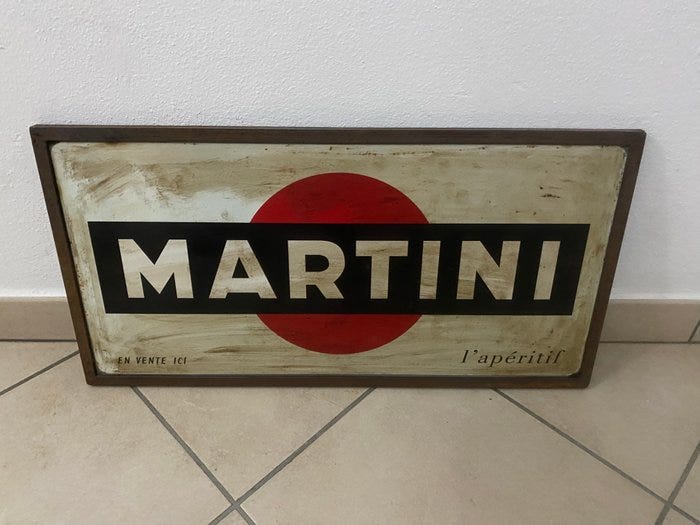 MARTINI
EN VENTE ICI
l'apéritif